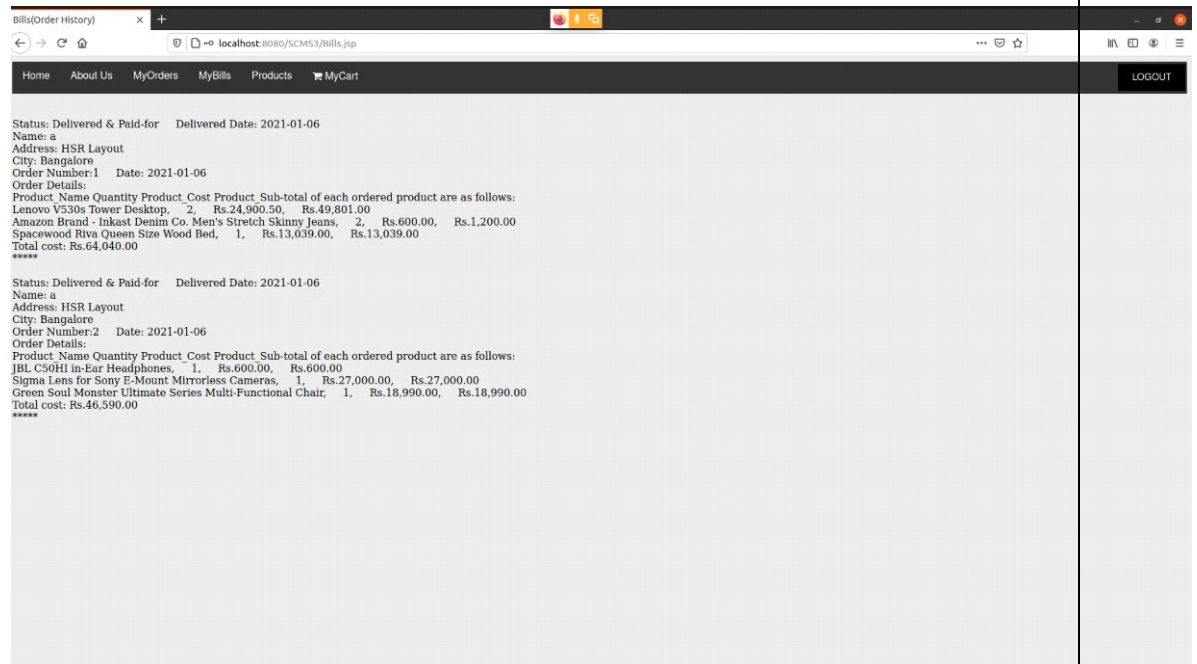 Bills(Order History)
localhost:8080/SCMS3/Bills.jsp
Home About Us MyOrders MyBills Products MyCart LOGOUT
Status: Delivered & Paid-for Delivered Date: 2021-01-06
Name: a
Address: HSR Layout
City: Bangalore
Order Number:1 Date: 2021-01-06
Order Details:
Product_Name Quantity Product_Cost Product_Sub-total of each ordered product are as follows:
Lenovo V530s Tower Desktop, 2, Rs.24,900.50, Rs.49,801.00
Amazon Brand - Inkast Denim Co. Men's Stretch Skinny Jeans, 2, Rs.600.00, Rs.1,200.00
Spacewood Riva Queen Size Wood Bed, 1, Rs.13,039.00, Rs.13,039.00
Total cost: Rs.64,040.00
*****
Status: Delivered & Paid-for Delivered Date: 2021-01-06
Name: a
Address: HSR Layout
City: Bangalore
Order Number:2 Date: 2021-01-06
Order Details:
Product_Name Quantity Product_Cost Product_Sub-total of each ordered product are as follows:
JBL C50HI in-Ear Headphones, 1, Rs.600.00, Rs.600.00
Sigma Lens for Sony E-Mount Mirrorless Cameras, 1, Rs.27,000.00, Rs.27,000.00
Green Soul Monster Ultimate Series Multi-Functional Chair, 1, Rs.18,990.00, Rs.18,990.00
Total cost: Rs.46,590.00
*****